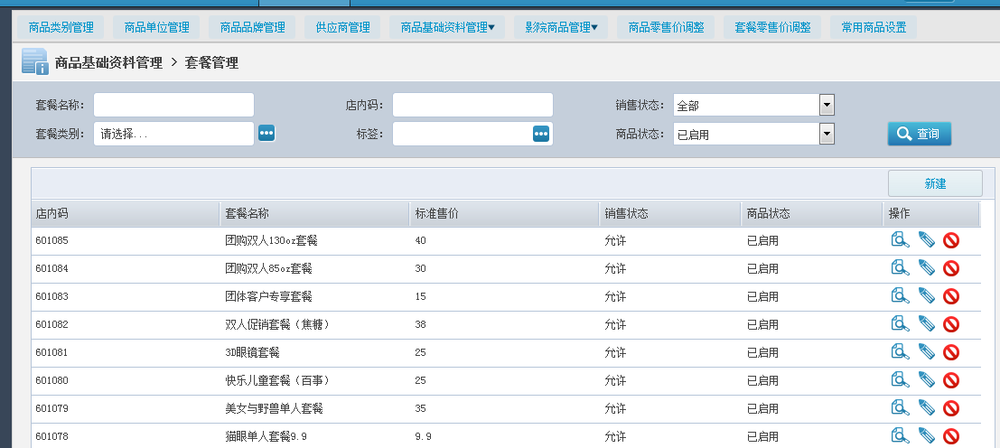 商品类别管理 商品单位管理 商品品牌管理 供应商管理 商品基础资料管理▼ 影院商品管理▼ 商品零售价调整 套餐零售价调整 常用商品设置
商品基础资料管理 > 套餐管理
套餐名称: 店内码: 销售状态: 全部
套餐类别: 请选择... 标签: 商品状态: 已启用 查询
新建
店内码 套餐名称 标准售价 销售状态 商品状态 操作
601085 团购双人130oz套餐 40 允许 已启用
601084 团购双人85oz套餐 30 允许 已启用
601083 团体客户专享套餐 15 允许 已启用
601082 双人促销套餐（焦糖） 38 允许 已启用
601081 3D眼镜套餐 25 允许 已启用
601080 快乐儿童套餐（百事） 25 允许 已启用
601079 美女与野兽单人套餐 35 允许 已启用
601078 猫眼单人套餐9.9 9.9 允许 已启用